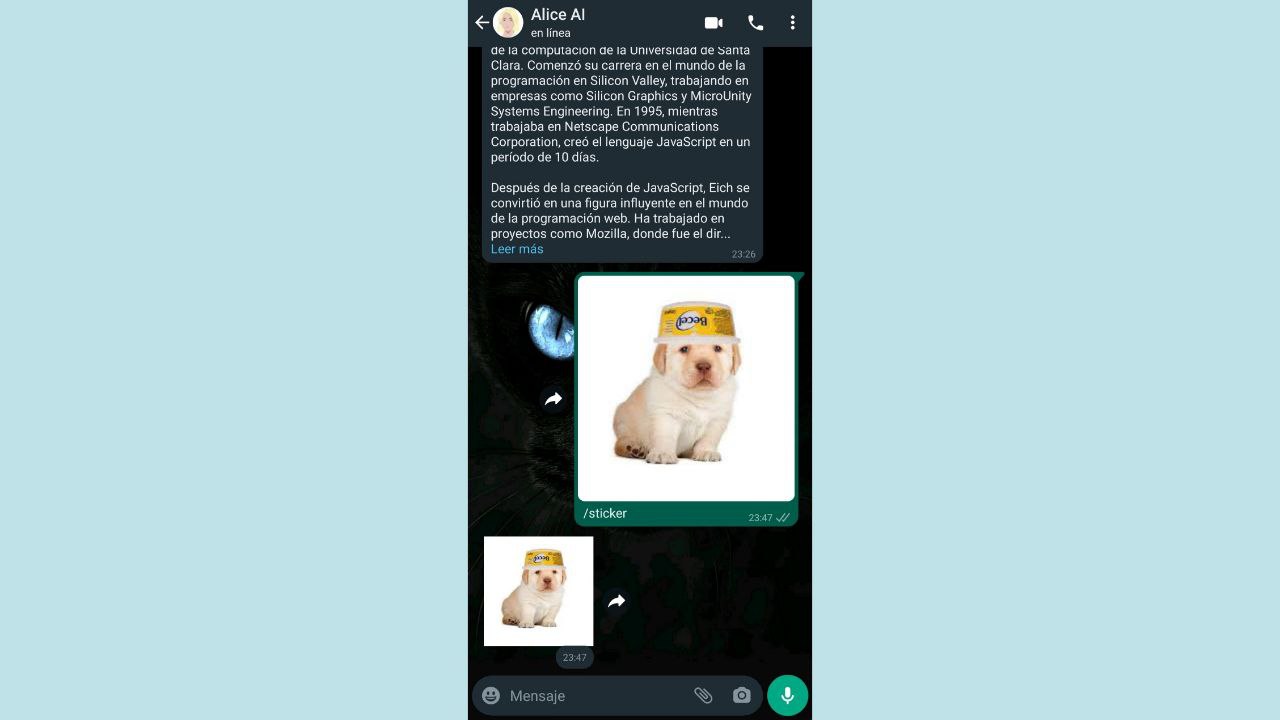 Alice AI
en línea
de la computación de la Universidad de Santa
Clara. Comenzó su carrera en el mundo de la
programación en Silicon Valley, trabajando en
empresas como Silicon Graphics y MicroUnity
Systems Engineering. En 1995, mientras
trabajaba en Netscape Communications
Corporation, creó el lenguaje JavaScript en un
período de 10 días.
Después de la creación de JavaScript, Eich se
convirtió en una figura influyente en el mundo
de la programación web. Ha trabajado en
proyectos como Mozilla, donde fue el dir...
Leer más
23:26
Becel
/sticker
23:47
Becel
23:47
Mensaje